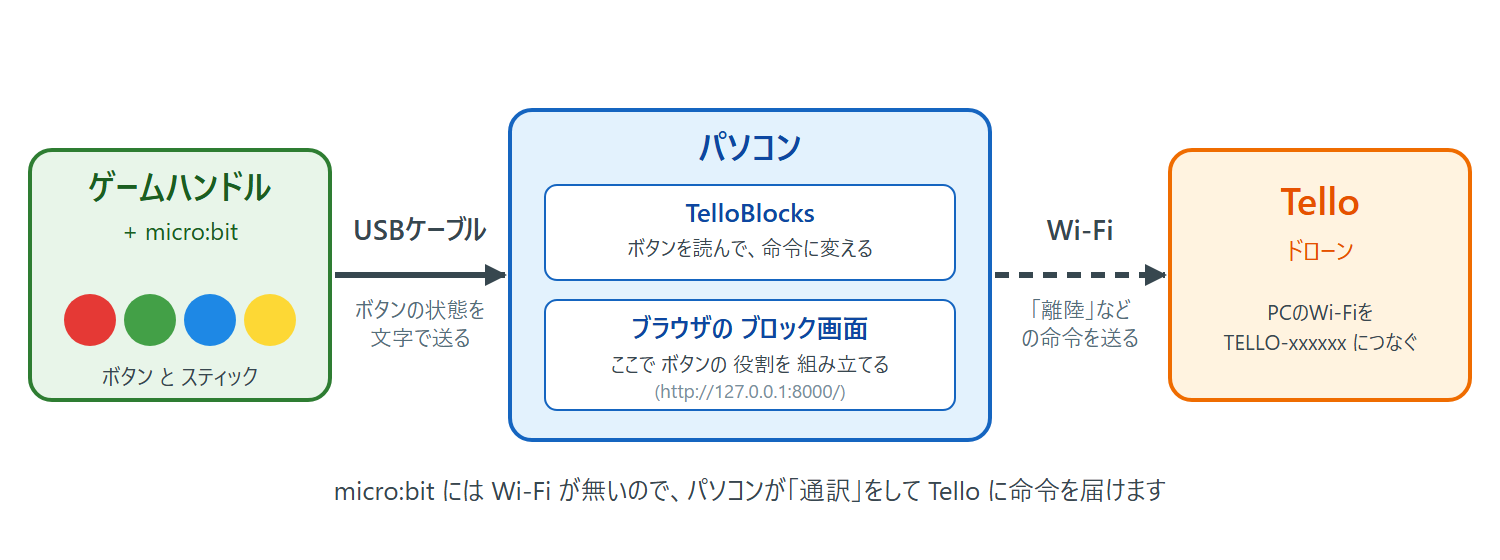 ゲームハンドル
+ micro:bit
ボタン と スティック
USBケーブル
ボタンの状態を
文字で送る
パソコン
TelloBlocks
ボタンを読んで、命令に変える
ブラウザの ブロック画面
ここで ボタンの 役割を 組み立てる
(http://127.0.0.1:8000/)
Wi-Fi
「離陸」など
の命令を送る
Tello
ドローン
PCのWi-Fiを
TELLO-xxxxxx につなぐ
micro:bit には Wi-Fi が無いので、パソコンが「通訳」をして Tello に命令を届けます